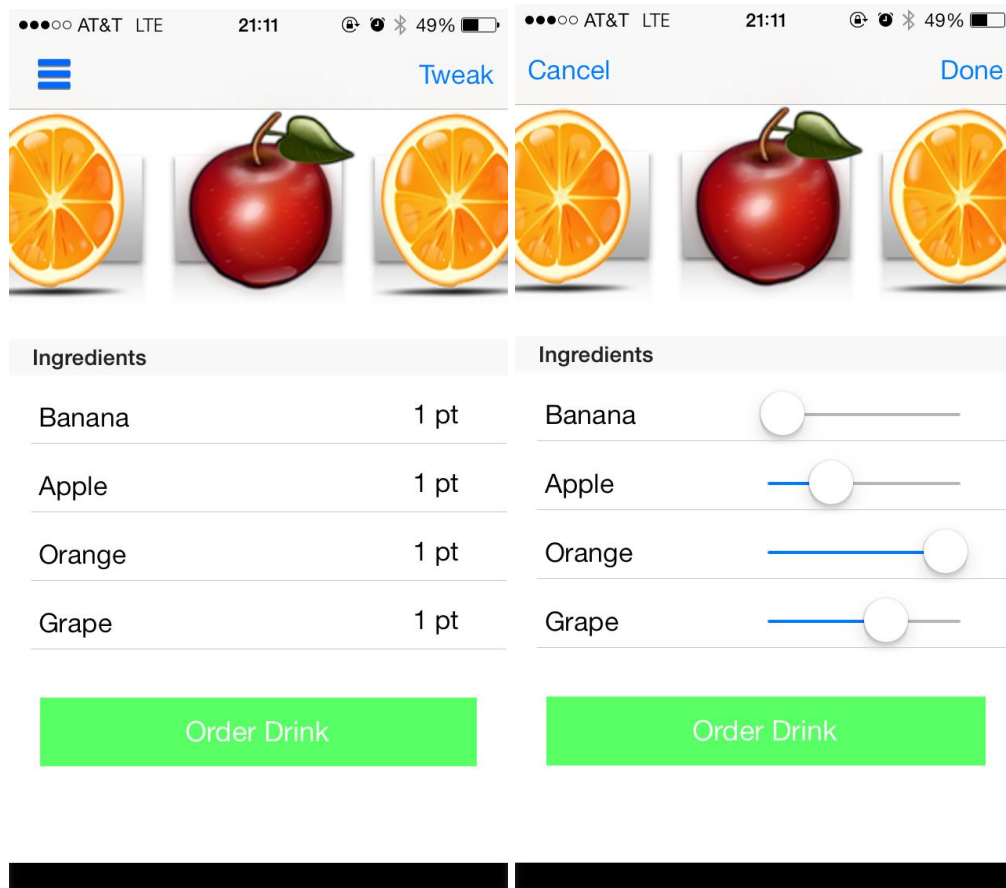 AT&T LTE 21:11 49%
Tweak
Ingredients
Banana 1 pt
Apple 1 pt
Orange 1 pt
Grape 1 pt
Order Drink
AT&T LTE 21:11 49%
Cancel Done
Ingredients
Banana
Apple
Orange
Grape
Order Drink